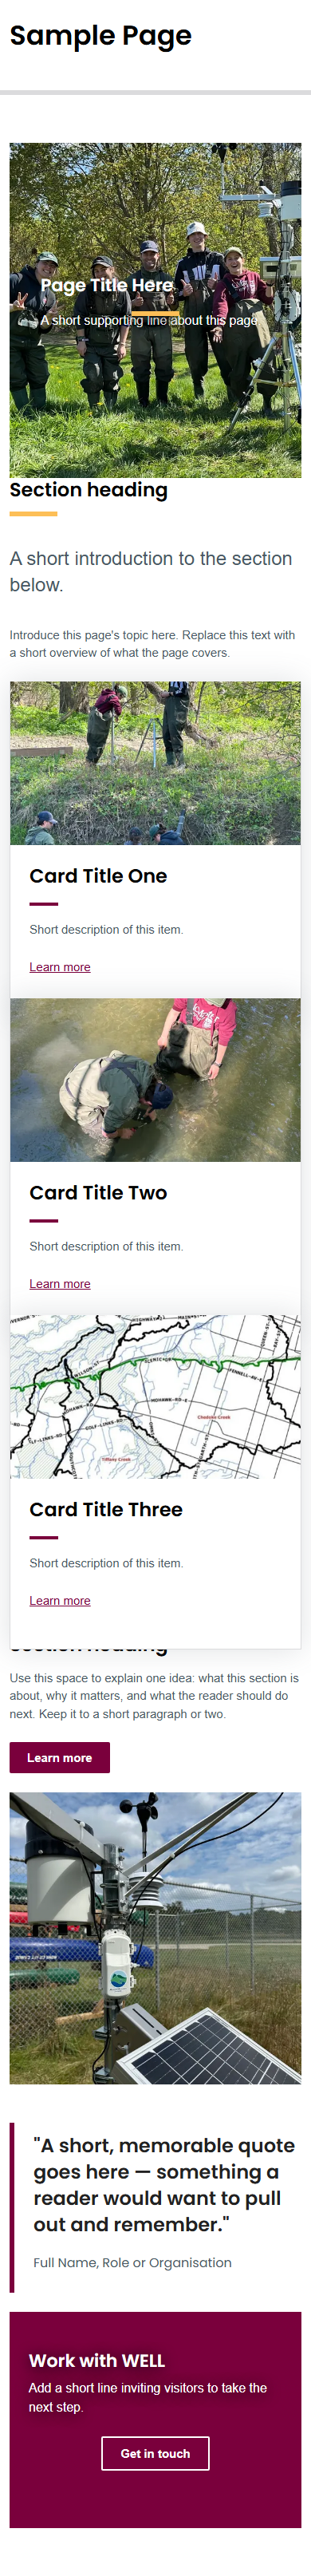 Sample Page
Page Title Here
A short supporting line about this page
Section heading
A short introduction to the section
below.
Introduce this page's topic here. Replace this text with
a short overview of what the page covers.
Card Title One
Short description of this item.
Learn more
Card Title Two
Short description of this item.
Learn more
Chedoke Creek
Tiffany Creek
Card Title Three
Short description of this item.
Learn more
Section heading
Use this space to explain one idea: what this section is
about, why it matters, and what the reader should do
next. Keep it to a short paragraph or two.
Learn more
"A short, memorable quote
goes here — something a
reader would want to pull
out and remember."
Full Name, Role or Organisation
Work with WELL
Add a short line inviting visitors to take the
next step.
Get in touch